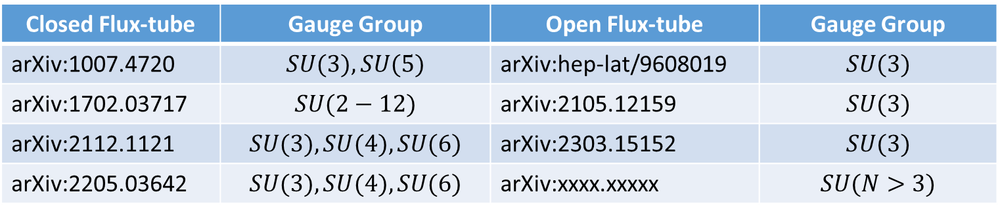 Closed Flux-tube Gauge Group Open Flux-tube Gauge Group
arXiv:1007.4720 SU(3), SU(5) arXiv:hep-lat/9608019 SU(3)
arXiv:1702.03717 SU(2 − 12) arXiv:2105.12159 SU(3)
arXiv:2112.1121 SU(3), SU(4), SU(6) arXiv:2303.15152 SU(3)
arXiv:2205.03642 SU(3), SU(4), SU(6) arXiv:xxxx.xxxxx SU(N > 3)